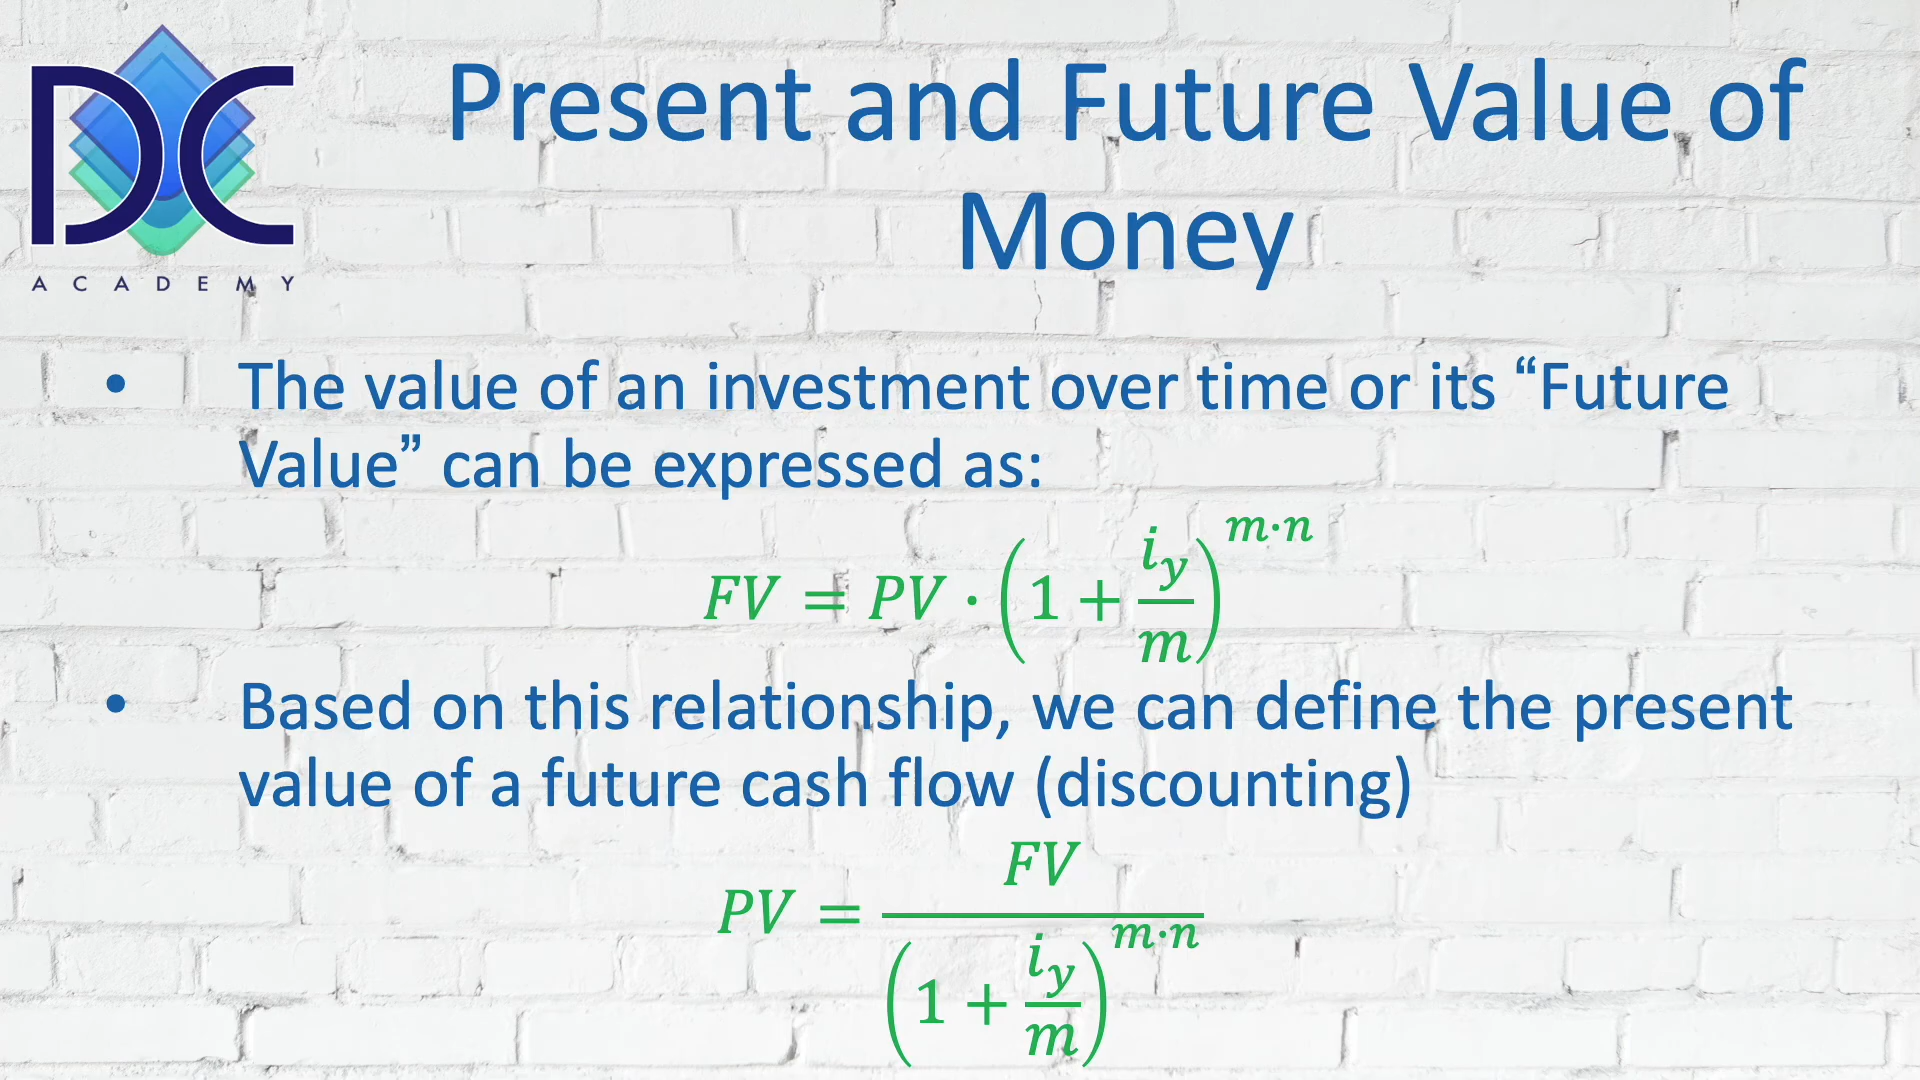 DC
ACADEMY
Present and Future Value of
Money
• The value of an investment over time or its “Future
Value” can be expressed as:
FV = PV · (1 + i_y/m)^{m·n}
• Based on this relationship, we can define the present
value of a future cash flow (discounting)
PV = FV/(1 + i_y/m)^{m·n}